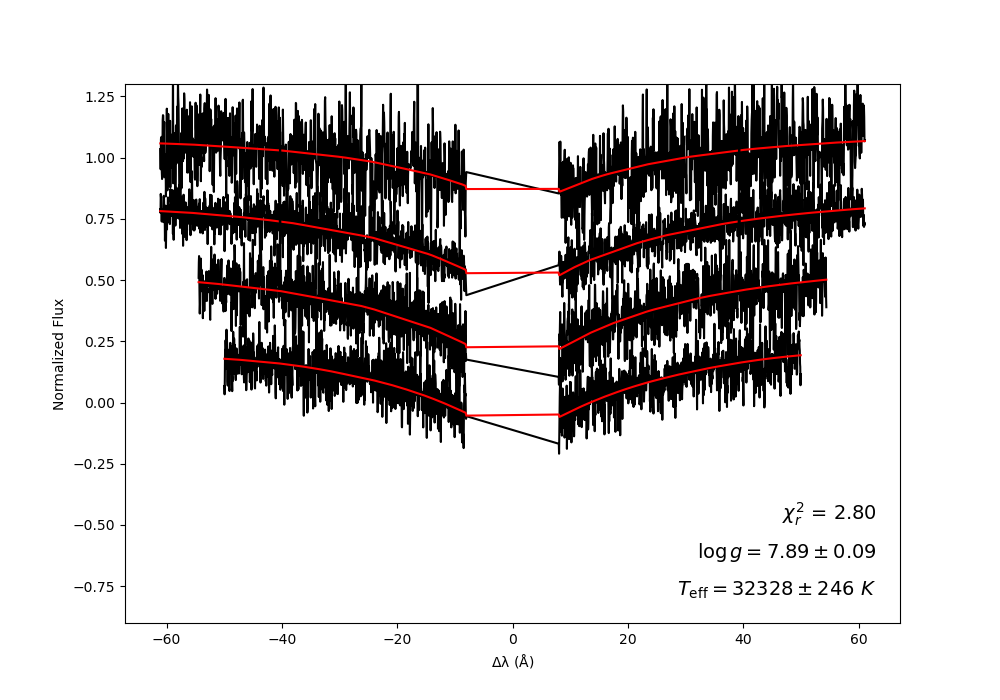 1.25
1.00
0.75
0.50
0.25
0.00
−0.25
−0.50
−0.75
Normalized Flux
χ²ᵣ = 2.80
log g = 7.89 ± 0.09
T_eff = 32328 ± 246 K
−60 −40 −20 0 20 40 60
Δλ (Å)